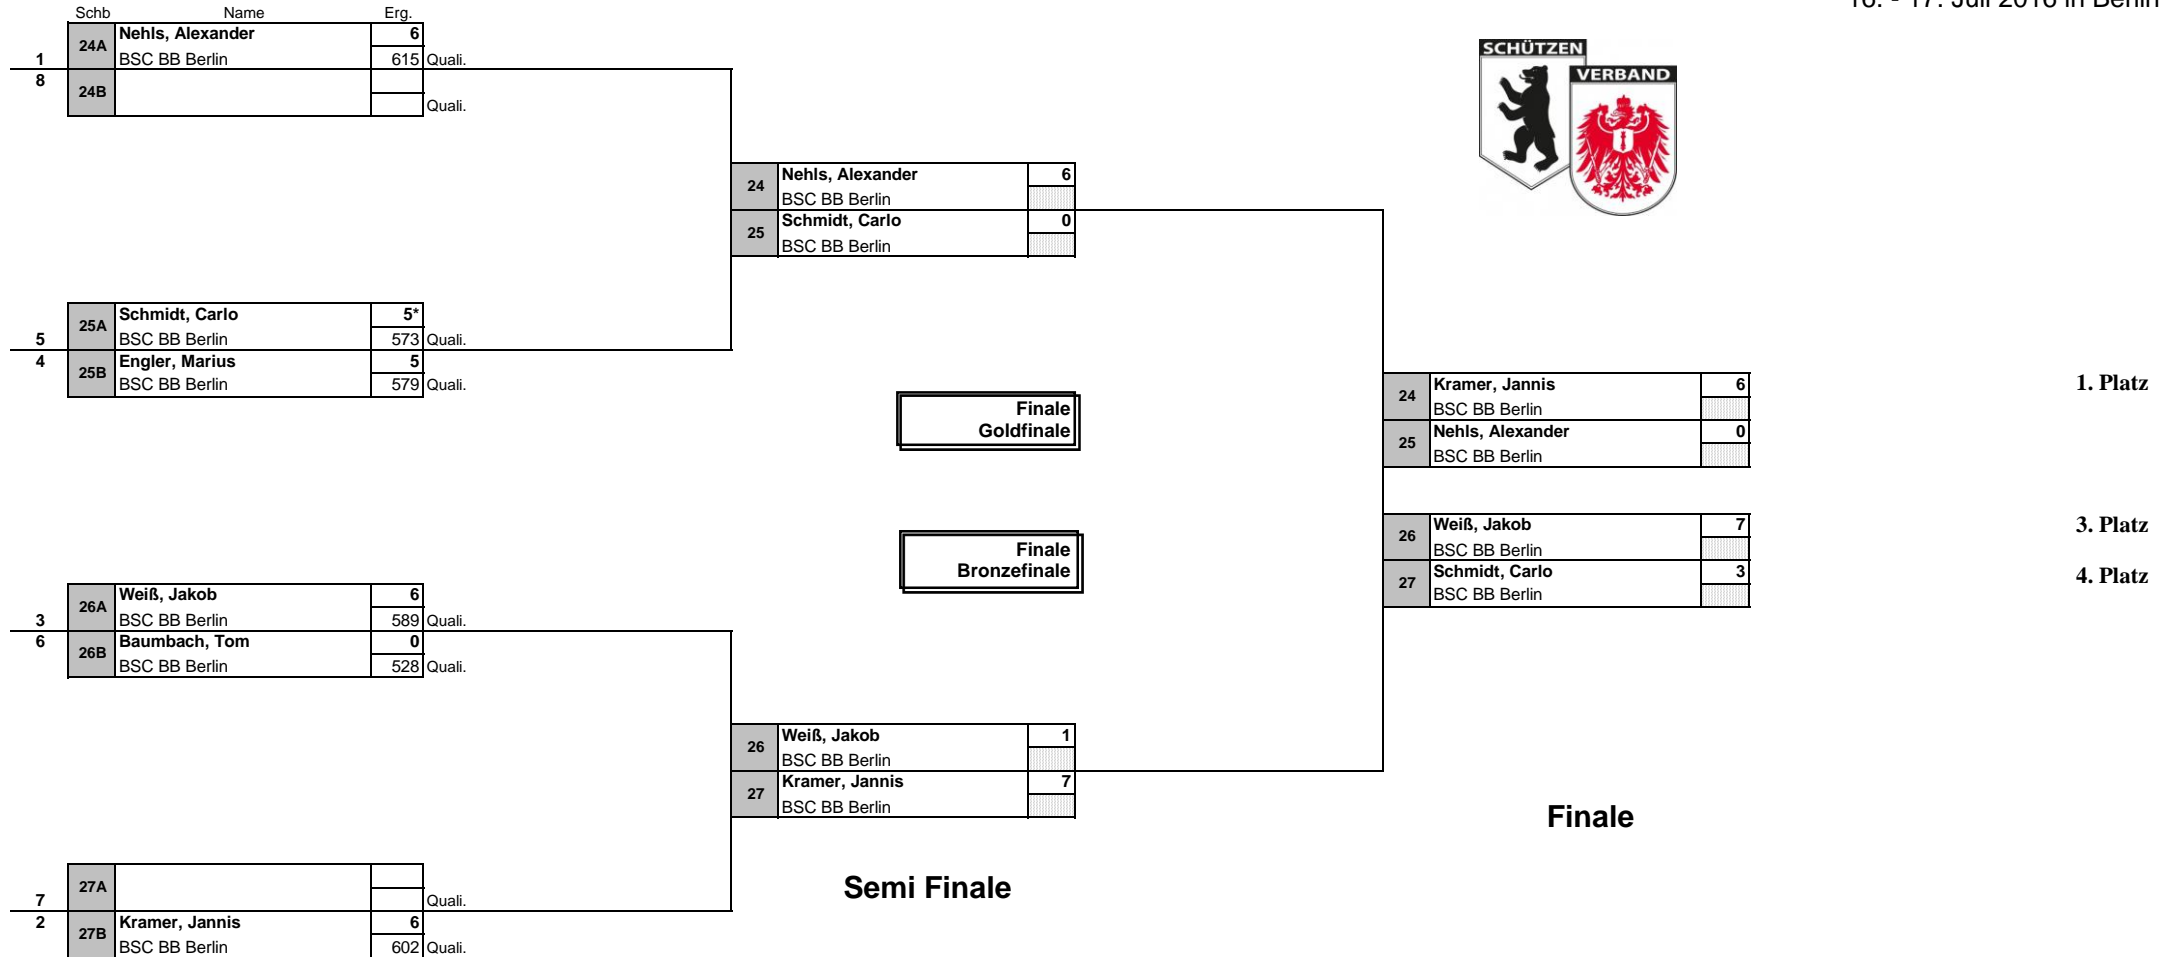 16. - 17. Juli 2016 in Berlin
Schb Name Erg.
24A Nehls, Alexander 6
1 BSC BB Berlin 615 Quali.
8 24B
Quali.
SCHÜTZEN
VERBAND
24 Nehls, Alexander 6
BSC BB Berlin
25 Schmidt, Carlo 0
BSC BB Berlin
25A Schmidt, Carlo 5*
5 BSC BB Berlin 573 Quali.
4 25B Engler, Marius 5
BSC BB Berlin 579 Quali.
24 Kramer, Jannis 6 1. Platz
BSC BB Berlin
25 Nehls, Alexander 0
BSC BB Berlin
Finale
Goldfinale
26 Weiß, Jakob 7 3. Platz
BSC BB Berlin
27 Schmidt, Carlo 3 4. Platz
BSC BB Berlin
Finale
Bronzefinale
26A Weiß, Jakob 6
3 BSC BB Berlin 589 Quali.
6 26B Baumbach, Tom 0
BSC BB Berlin 528 Quali.
26 Weiß, Jakob 1
BSC BB Berlin
27 Kramer, Jannis 7
BSC BB Berlin
Finale
Semi Finale
27A
7 Quali.
2 27B Kramer, Jannis 6
BSC BB Berlin 602 Quali.